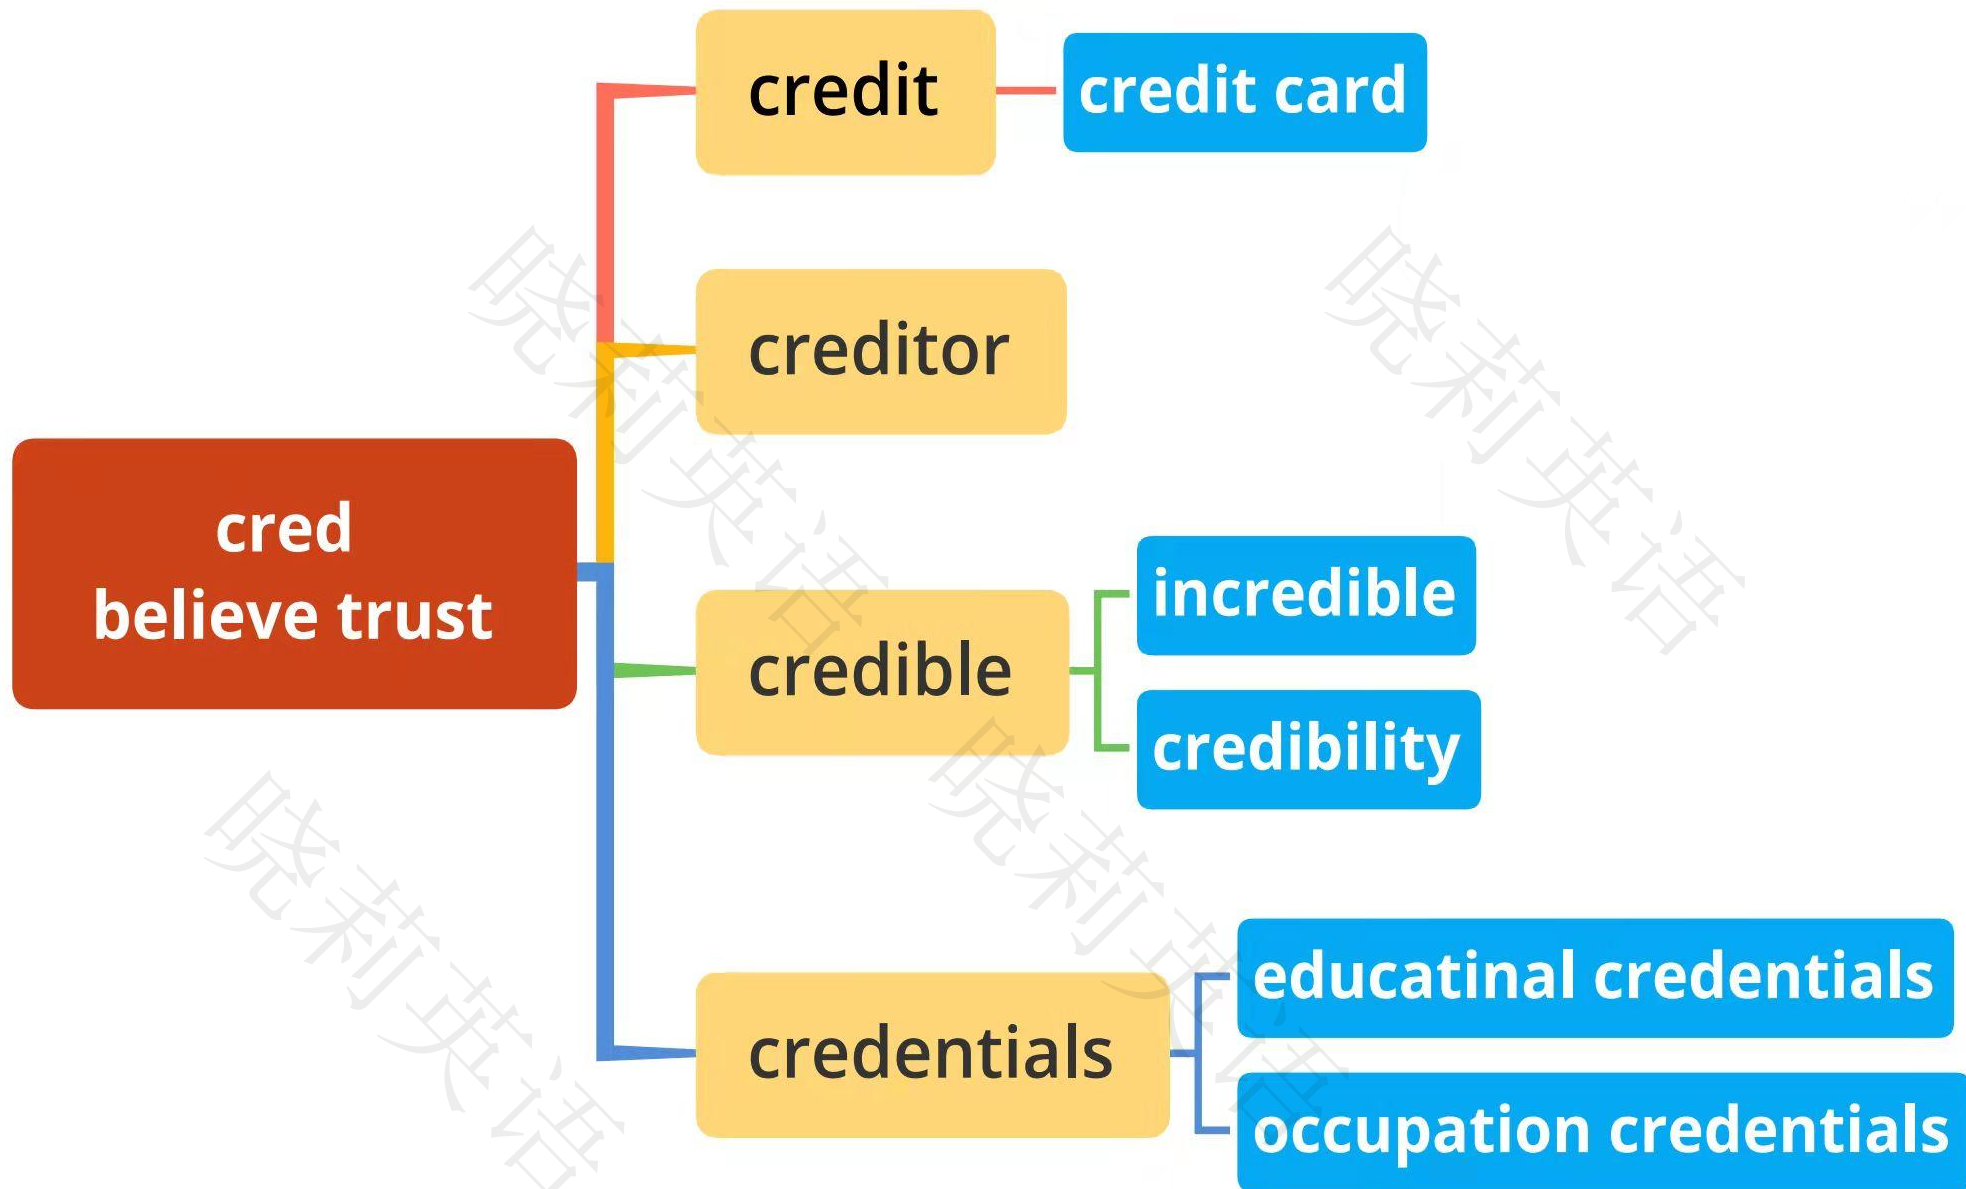 credit
credit card
creditor
cred
believe trust
credible
incredible
credibility
credentials
educatinal credentials
occupation credentials
晓莉英语
晓莉英语
晓莉英语
晓莉英语